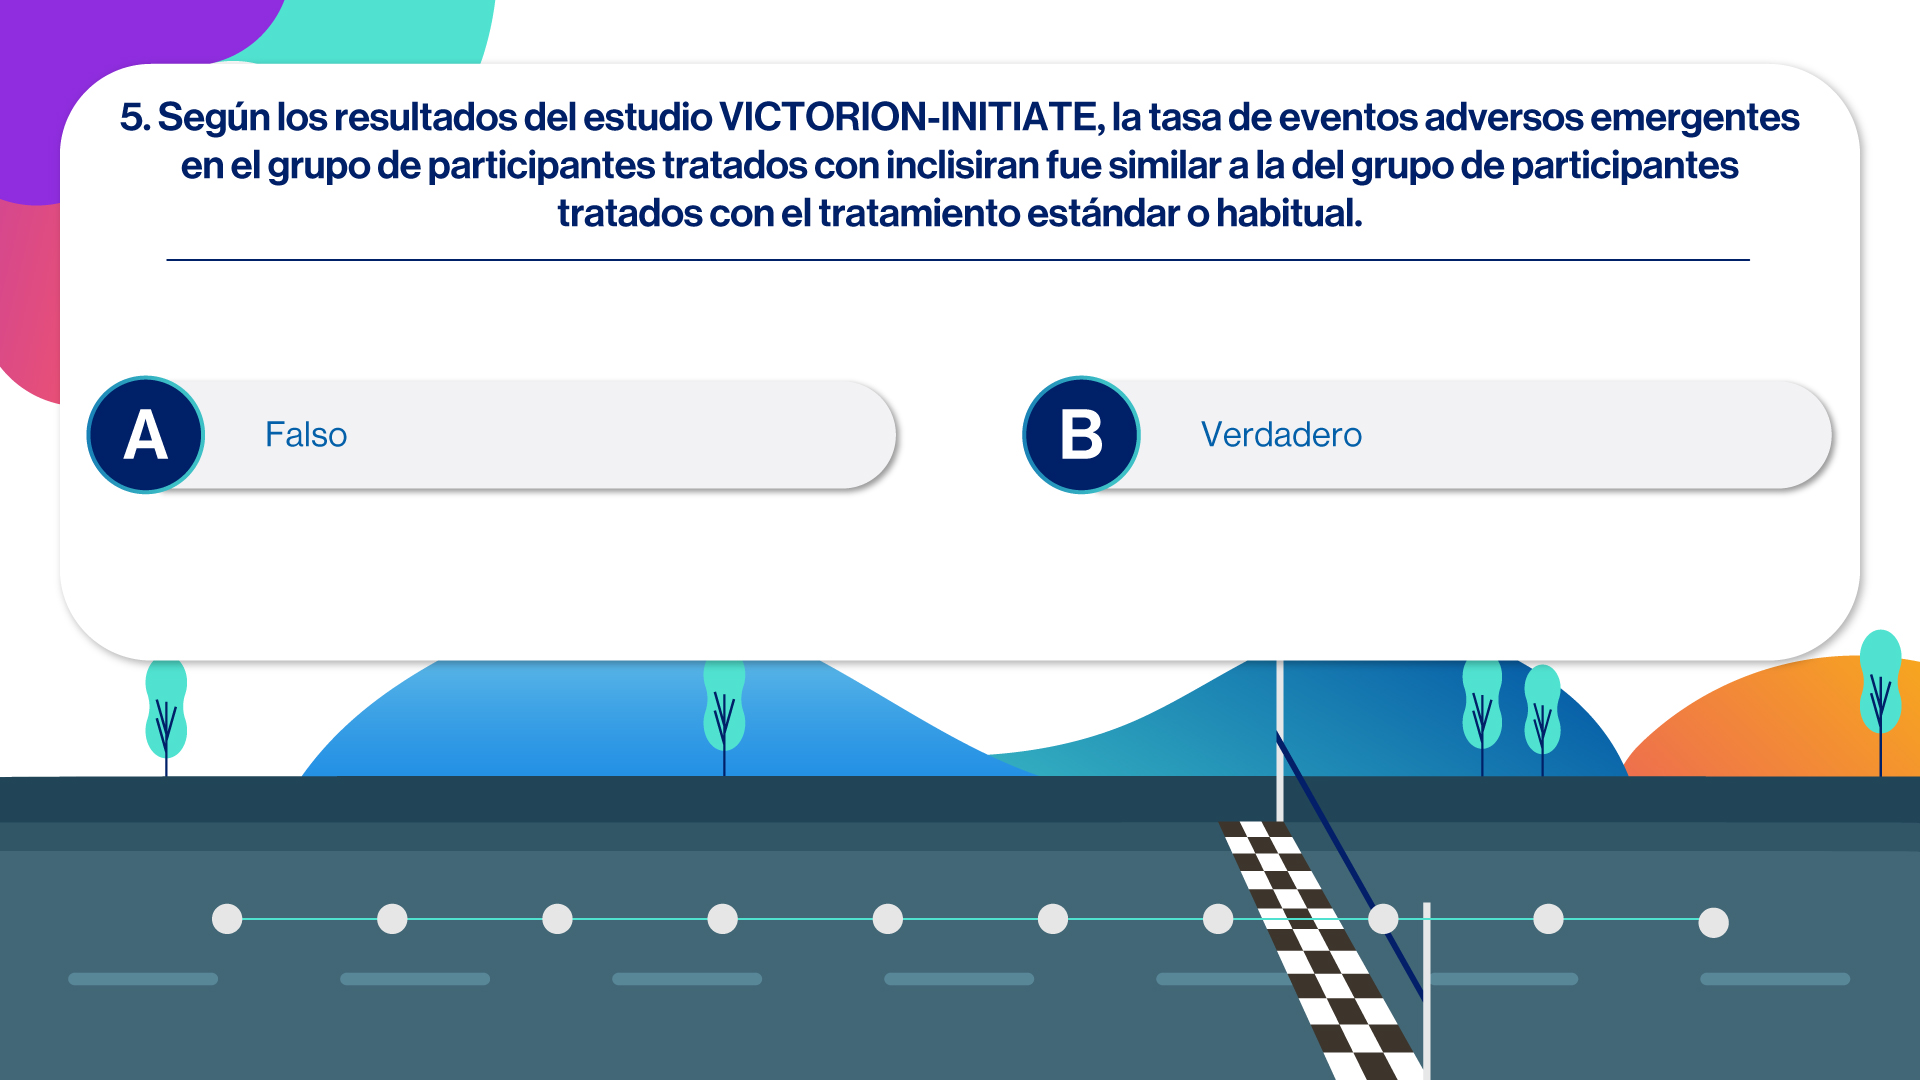 5. Según los resultados del estudio VICTORION-INITIATE, la tasa de eventos adversos emergentes
en el grupo de participantes tratados con inclisiran fue similar a la del grupo de participantes
tratados con el tratamiento estándar o habitual.
A Falso
B Verdadero